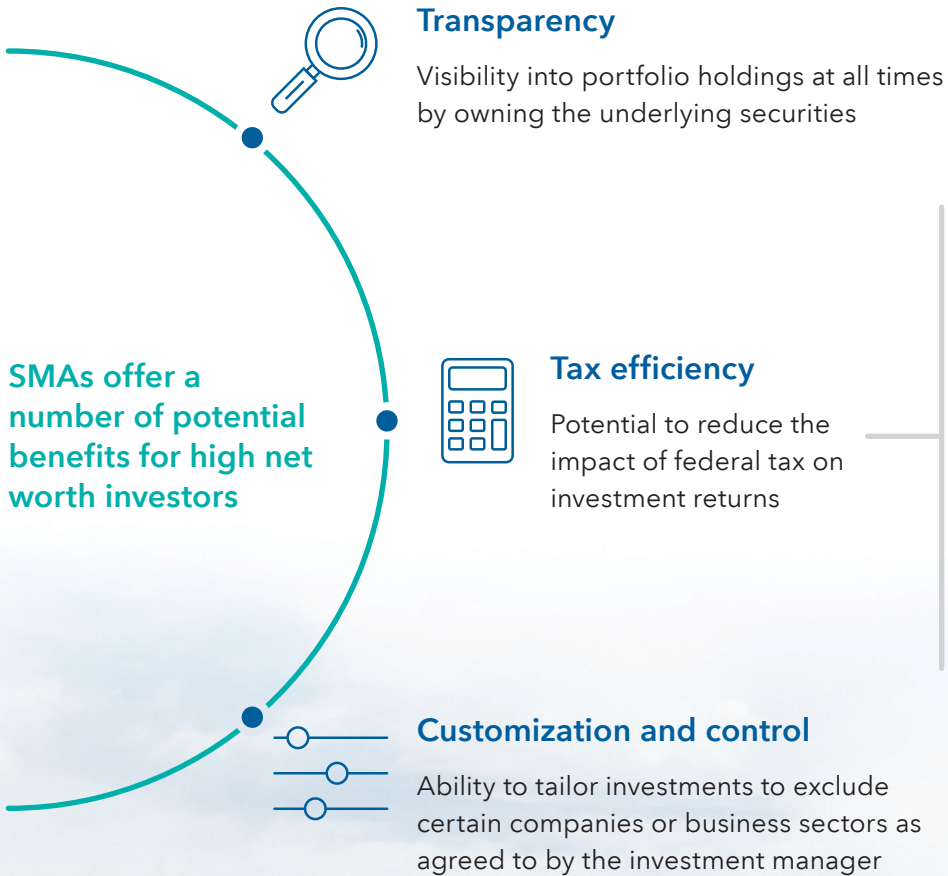 Transparency
Visibility into portfolio holdings at all times
by owning the underlying securities
SMAs offer a
number of potential
benefits for high net
worth investors
Tax efficiency
Potential to reduce the
impact of federal tax on
investment returns
Customization and control
Ability to tailor investments to exclude
certain companies or business sectors as
agreed to by the investment manager